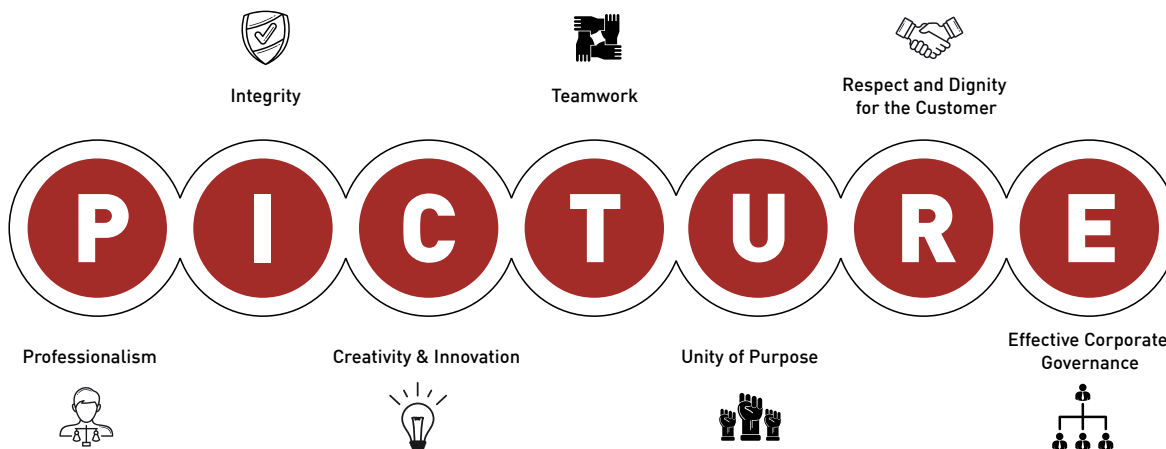 Integrity
Teamwork
Respect and Dignity
for the Customer
P I C T U R E
Professionalism
Creativity & Innovation
Unity of Purpose
Effective Corporate
Governance